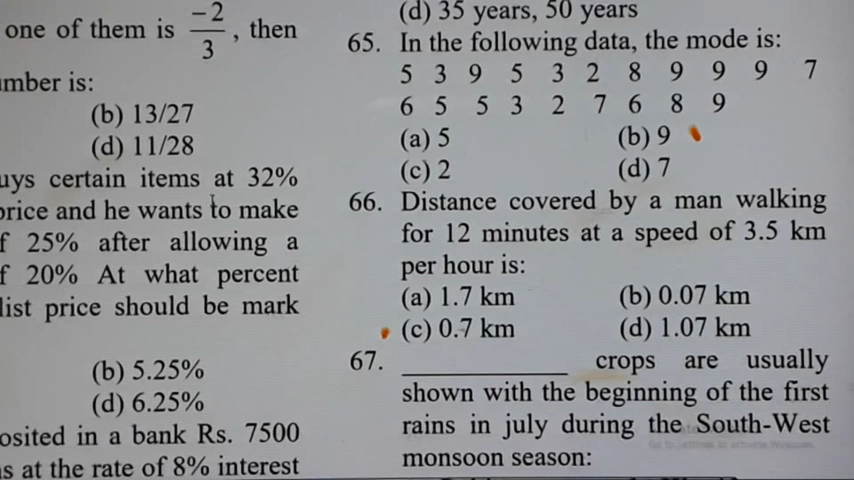 one of them is -2/3, then
mber is:
(b) 13/27
(d) 11/28
uys certain items at 32%
price and he wants to make
f 25% after allowing a
f 20% At what percent
list price should be mark
(b) 5.25%
(d) 6.25%
osited in a bank Rs. 7500
s at the rate of 8% interest
(d) 35 years, 50 years
65. In the following data, the mode is:
5 3 9 5 3 2 8 9 9 9 7
6 5 5 3 2 7 6 8 9
(a) 5 (b) 9
(c) 2 (d) 7
66. Distance covered by a man walking
for 12 minutes at a speed of 3.5 km
per hour is:
(a) 1.7 km (b) 0.07 km
(c) 0.7 km (d) 1.07 km
67. ____________ crops are usually
shown with the beginning of the first
rains in july during the South-West
Go to Settings to activate Windows.
monsoon season: